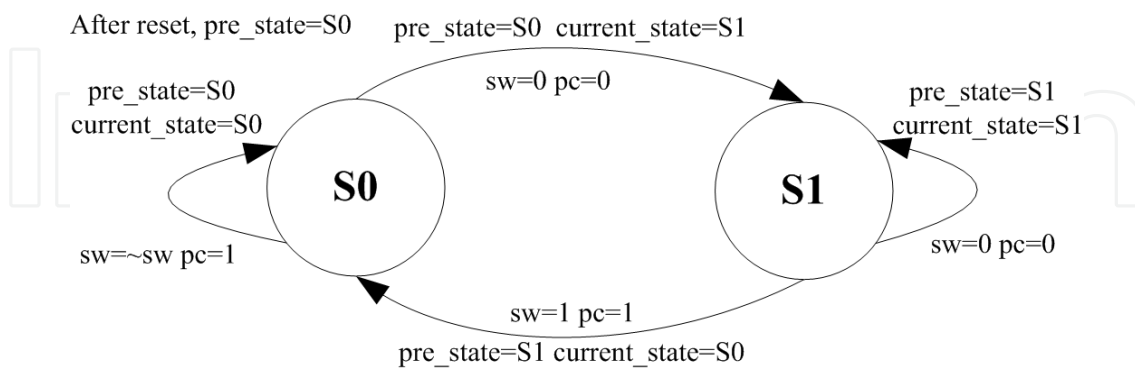 After reset, pre_state=S0
pre_state=S0 current_state=S1
sw=0 pc=0
pre_state=S0
current_state=S0
pre_state=S1
current_state=S1
S0
S1
sw=~sw pc=1
sw=0 pc=0
sw=1 pc=1
pre_state=S1 current_state=S0